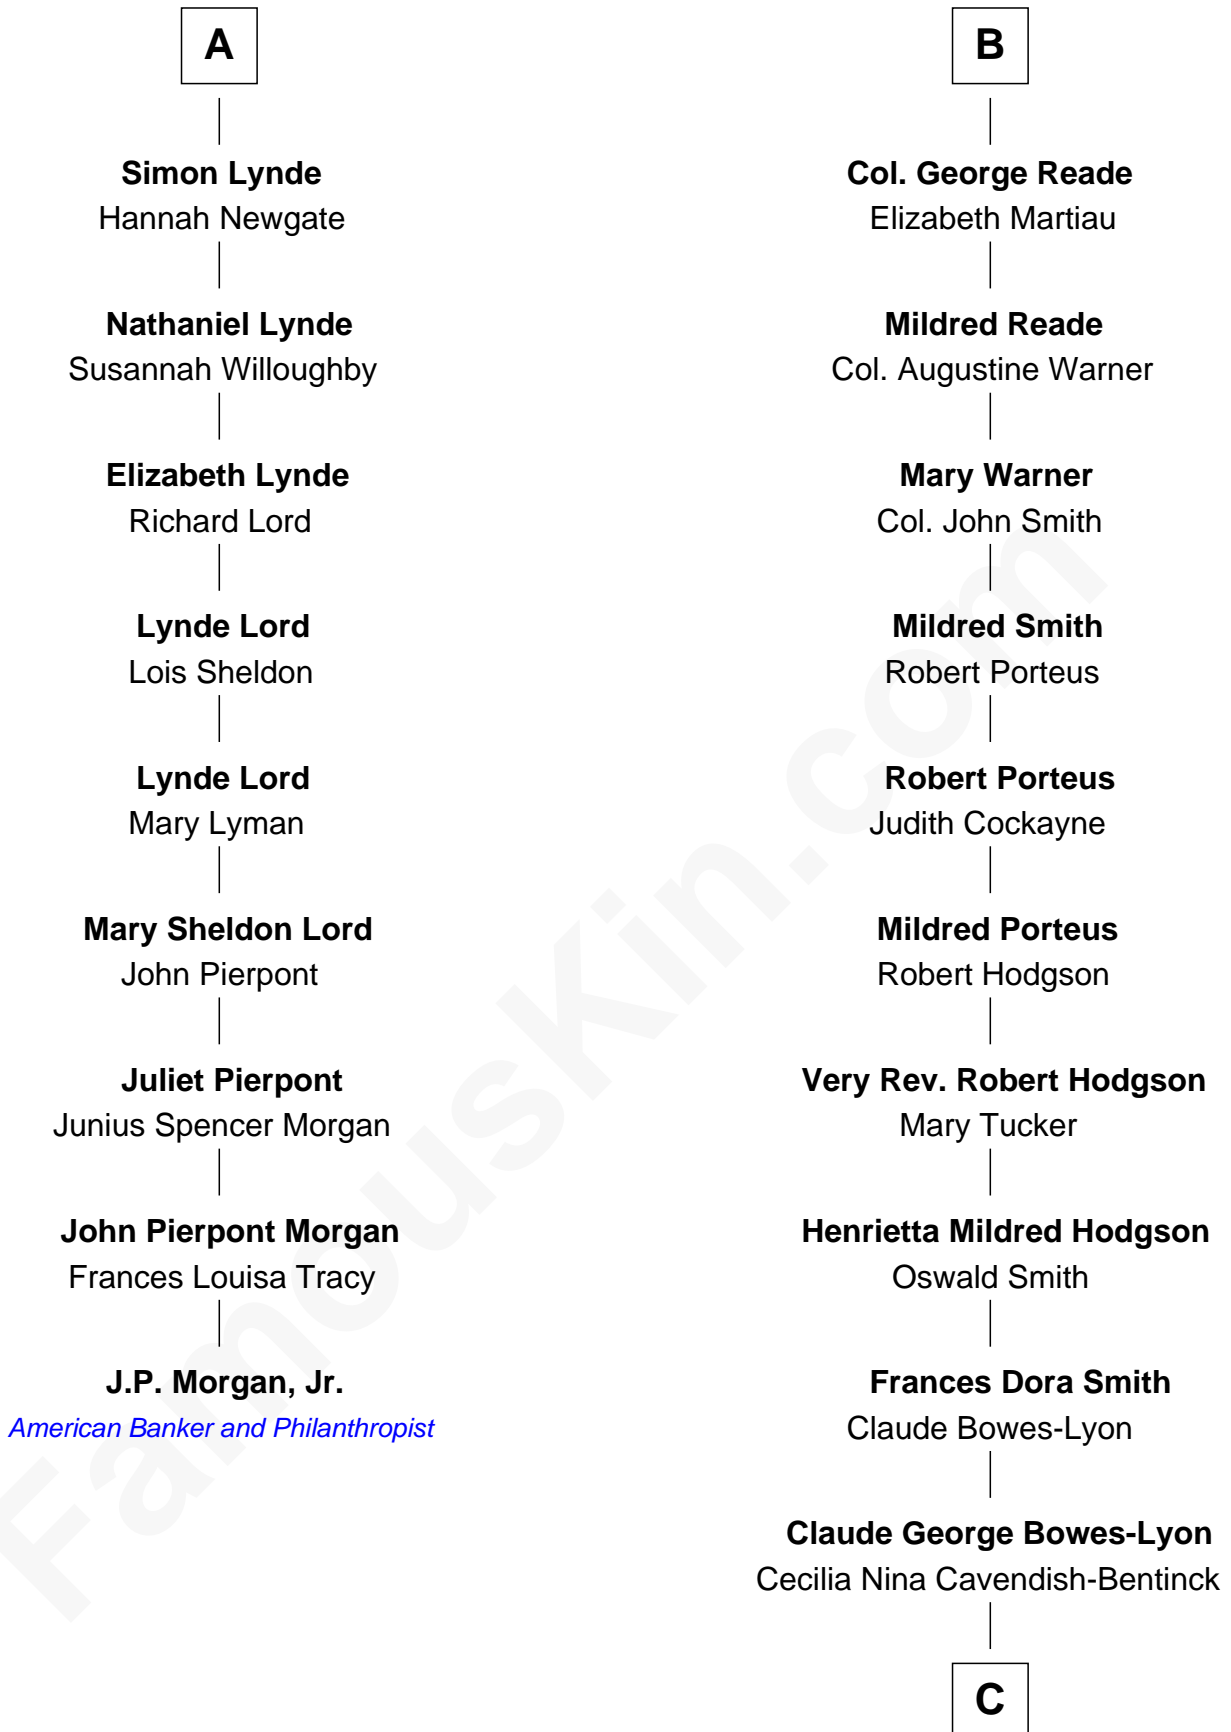 A
Simon Lynde
Hannah Newgate
Nathaniel Lynde
Susannah Willoughby
Elizabeth Lynde
Richard Lord
Lynde Lord
Lois Sheldon
Lynde Lord
Mary Lyman
Mary Sheldon Lord
John Pierpont
Juliet Pierpont
Junius Spencer Morgan
John Pierpont Morgan
Frances Louisa Tracy
J.P. Morgan, Jr.
American Banker and Philanthropist
B
Col. George Reade
Elizabeth Martiau
Mildred Reade
Col. Augustine Warner
Mary Warner
Col. John Smith
Mildred Smith
Robert Porteus
Robert Porteus
Judith Cockayne
Mildred Porteus
Robert Hodgson
Very Rev. Robert Hodgson
Mary Tucker
Henrietta Mildred Hodgson
Oswald Smith
Frances Dora Smith
Claude Bowes-Lyon
Claude George Bowes-Lyon
Cecilia Nina Cavendish-Bentinck
C
FamousKin.com